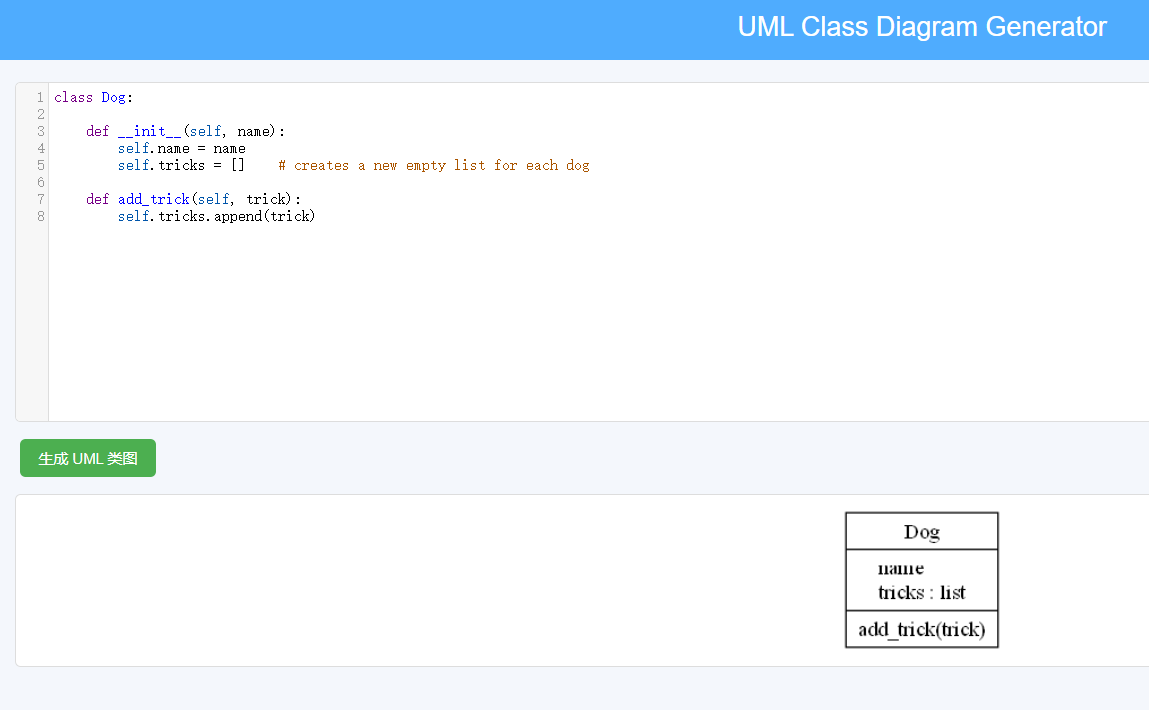 UML Class Diagram Generator
1 class Dog:
2
3     def __init__(self, name):
4         self.name = name
5         self.tricks = []    # creates a new empty list for each dog
6
7     def add_trick(self, trick):
8         self.tricks.append(trick)
生成 UML 类图
Dog
name
tricks : list
add_trick(trick)